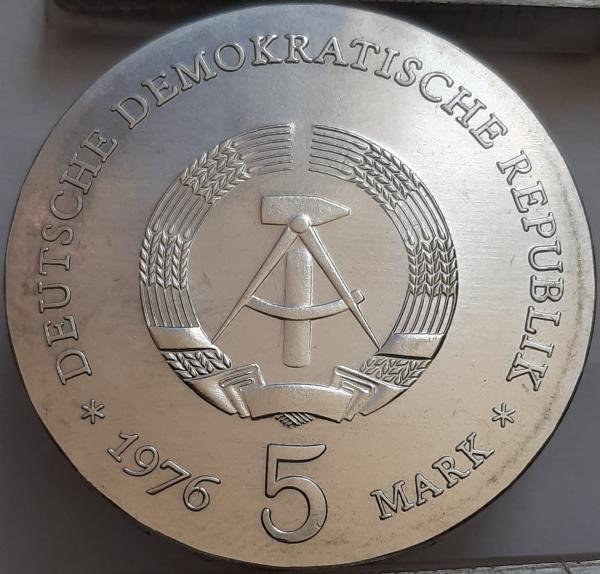 DEUTSCHE DEMOKRATISCHE REPUBLIK
* 1976 5 MARK *